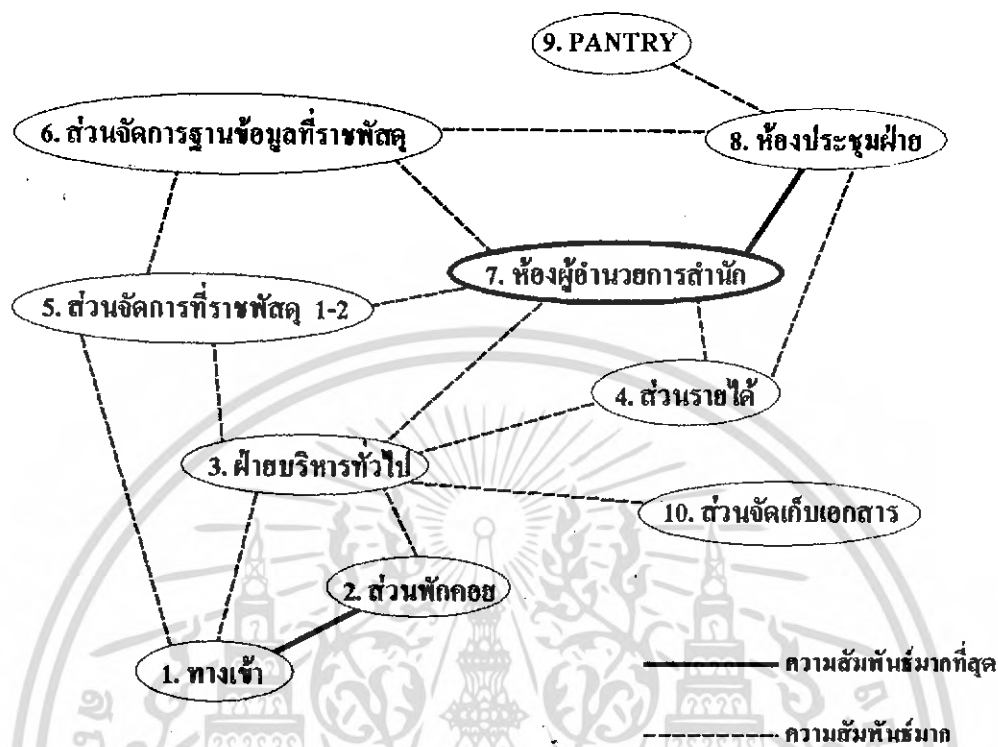 9. PANTRY
6. ส่วนจัดการฐานข้อมูลที่ราชพัสดุ
8. ห้องประชุมฝ่าย
7. ห้องผู้อำนวยการสำนัก
5. ส่วนจัดการที่ราชพัสดุ 1-2
4. ส่วนรายได้
3. ฝ่ายบริหารทั่วไป
10. ส่วนจัดเก็บเอกสาร
2. ส่วนพักคอย
1. ทางเข้า
ความสัมพันธ์มากที่สุด
ความสัมพันธ์มาก